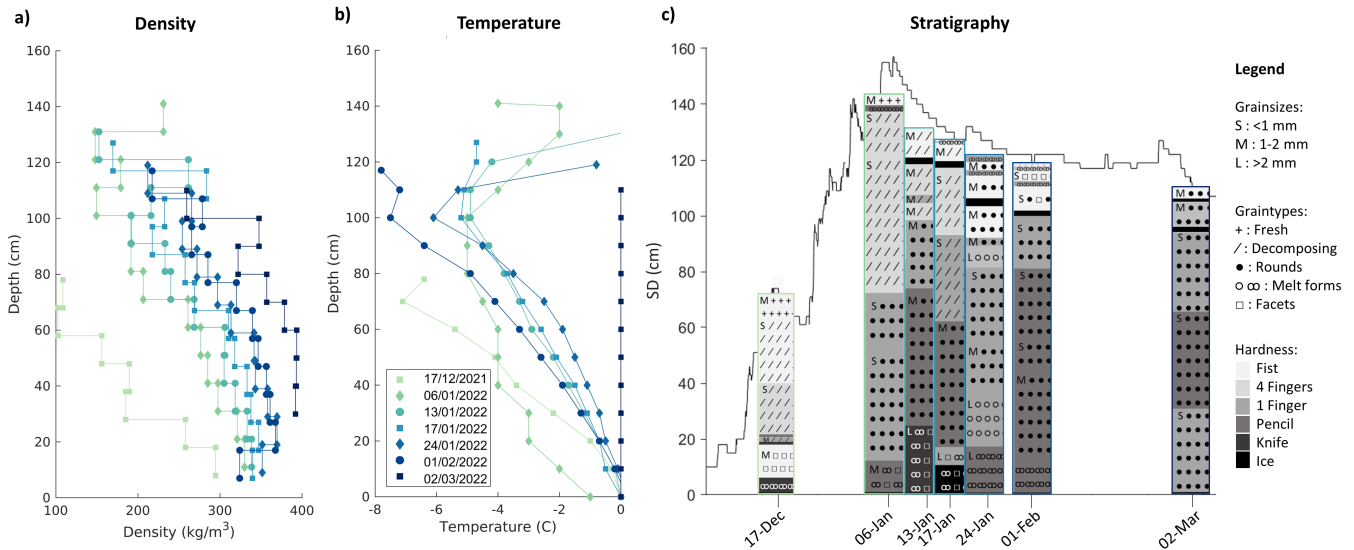 a)
Density
160
140
120
100
80
60
40
20
0
Depth (cm)
100
200
300
400
Density (kg/m³)
b)
Temperature
160
140
120
100
80
60
40
20
0
Depth (cm)
17/12/2021
06/01/2022
13/01/2022
17/01/2022
24/01/2022
01/02/2022
02/03/2022
-8
-6
-4
-2
0
Temperature (C)
c)
Stratigraphy
160
140
120
100
80
60
40
20
0
SD (cm)
M + + +
+ + + +
S
S
M
M
M + + +
S
S
S
S
M
M
M
M
M
M
L
M
S
S
M
L
M
M
M
M
L
S
M
L
L
S
S
S
S
M
M
M
S
S
S
17-Dec
06-Jan
13-Jan
17-Jan
24-Jan
01-Feb
02-Mar
Legend
Grainsizes:
S : <1 mm
M : 1-2 mm
L : >2 mm
Graintypes:
+ : Fresh
∕ : Decomposing
● : Rounds
○ ∞ : Melt forms
□ : Facets
Hardness:
Fist
4 Fingers
1 Finger
Pencil
Knife
Ice